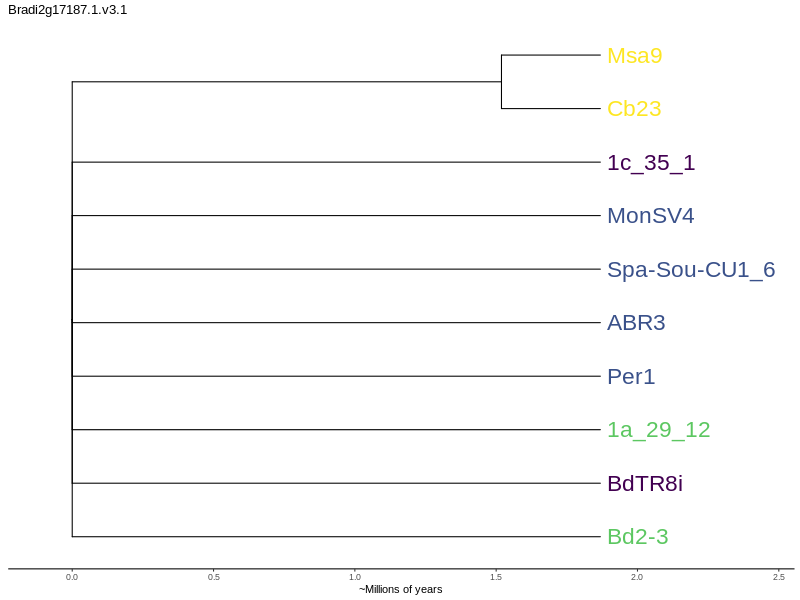 Bradi2g17187.1.v3.1
Msa9
Cb23
1c_35_1
MonSV4
Spa-Sou-CU1_6
ABR3
Per1
1a_29_12
BdTR8i
Bd2-3
0.0 0.5 1.0 1.5 2.0 2.5
~Millions of years